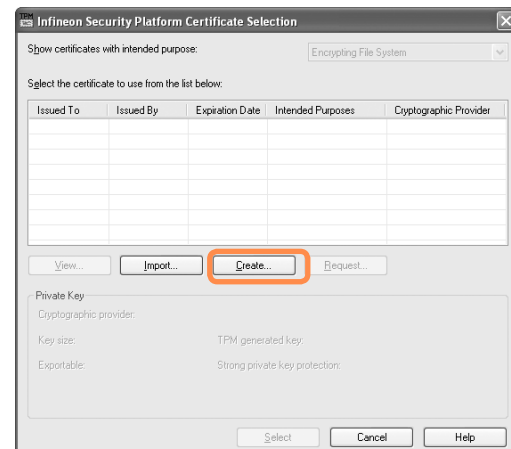 Infineon Security Platform Certificate Selection
Show certificates with intended purpose: Encrypting File System
Select the certificate to use from the list below:
Issued To Issued By Expiration Date Intended Purposes Cryptographic Provider
View... Import... Create... Request...
Private Key
Cryptographic provider:
Key size: TPM generated key:
Exportable: Strong private key protection:
Select Cancel Help